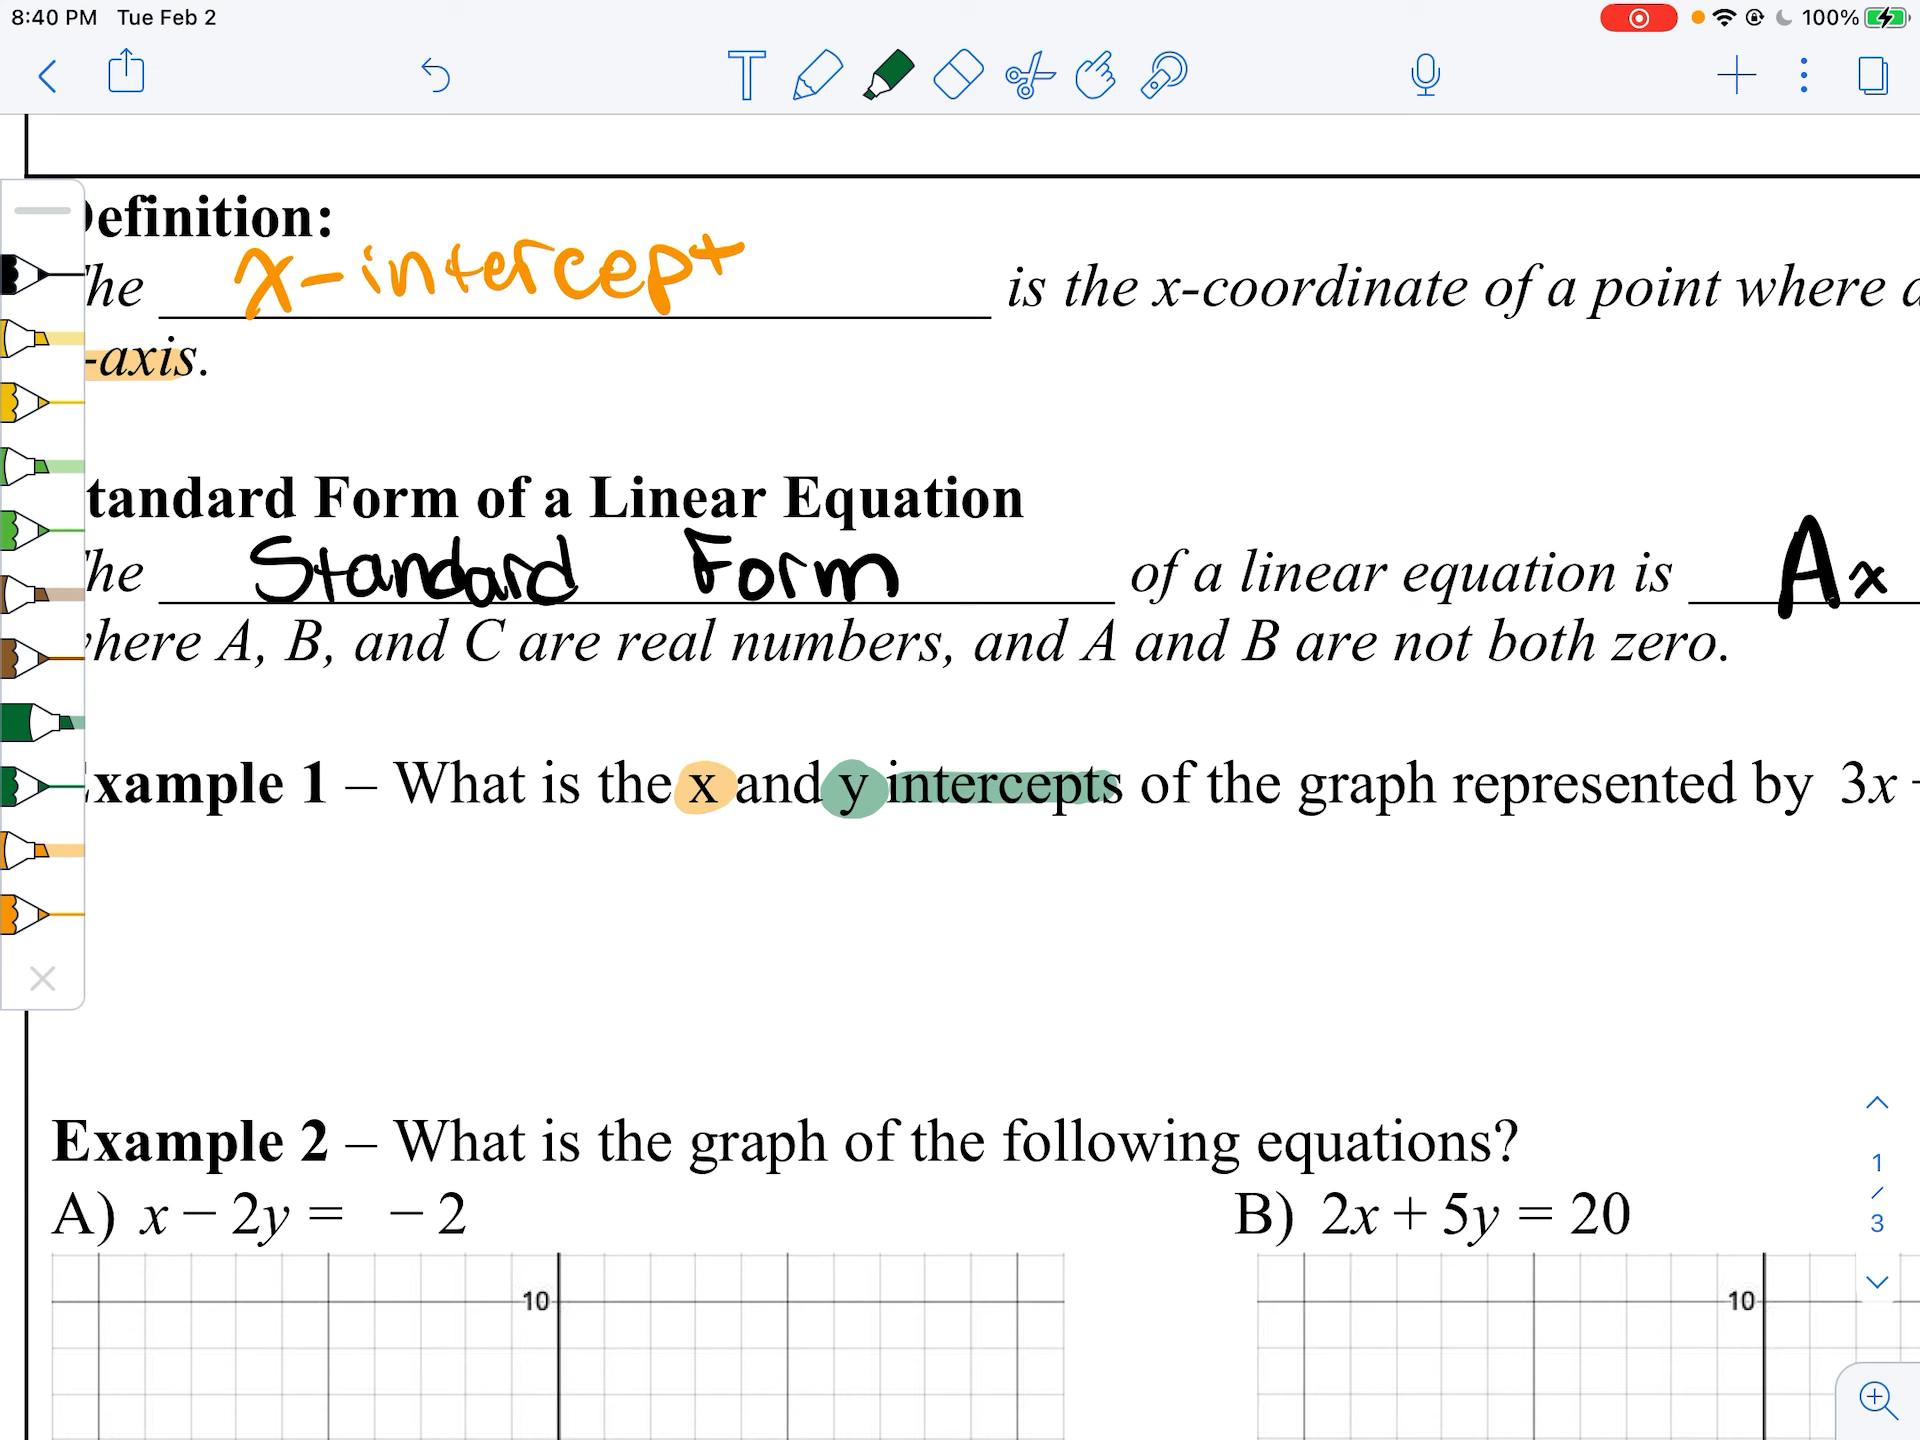 8:40 PM Tue Feb 2 100%
efinition:
he x-intercept is the x-coordinate of a point where
-axis.
tandard Form of a Linear Equation
he Standard Form of a linear equation is Ax
here A, B, and C are real numbers, and A and B are not both zero.
xample 1 – What is the x and y intercepts of the graph represented by 3x
Example 2 – What is the graph of the following equations?
A) x − 2y = − 2 B) 2x + 5y = 20
10 10
1
/
3